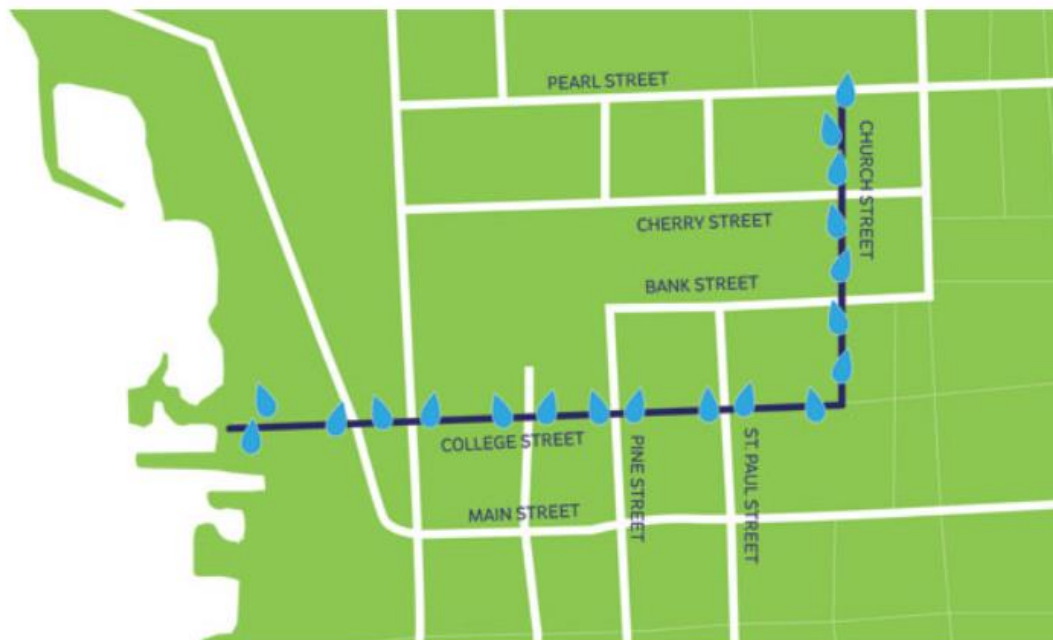 PEARL STREET
CHURCH STREET
CHERRY STREET
BANK STREET
COLLEGE STREET
PINE STREET
ST. PAUL STREET
MAIN STREET